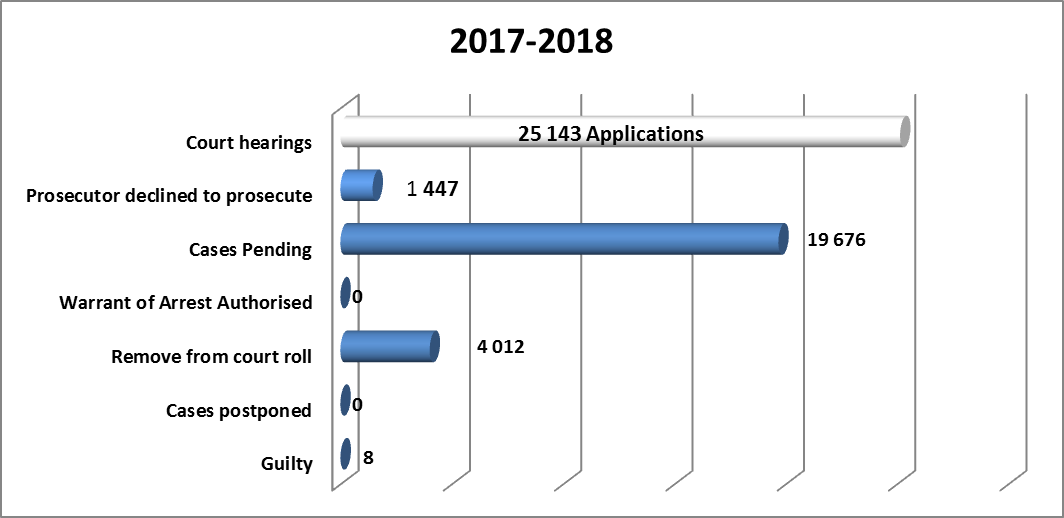 2017-2018
Court hearings
25 143 Applications
Prosecutor declined to prosecute
1 447
Cases Pending
19 676
Warrant of Arrest Authorised
0
Remove from court roll
4 012
Cases postponed
0
Guilty
8